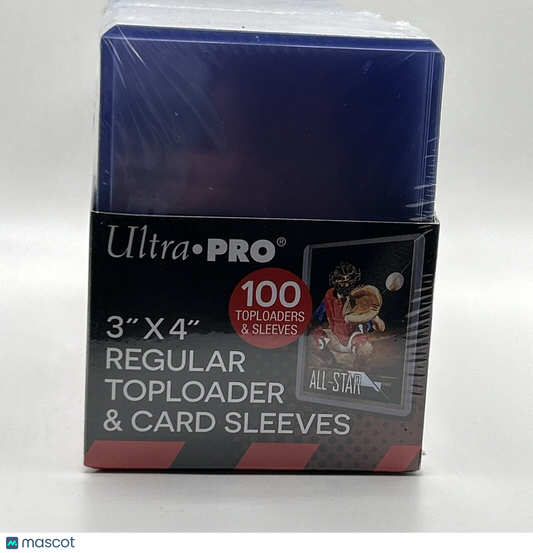 Ultra•PRO®
100
TOPLOADERS
& SLEEVES
3" X 4"
REGULAR
TOPLOADER
& CARD SLEEVES
ALL-STAR
mascot